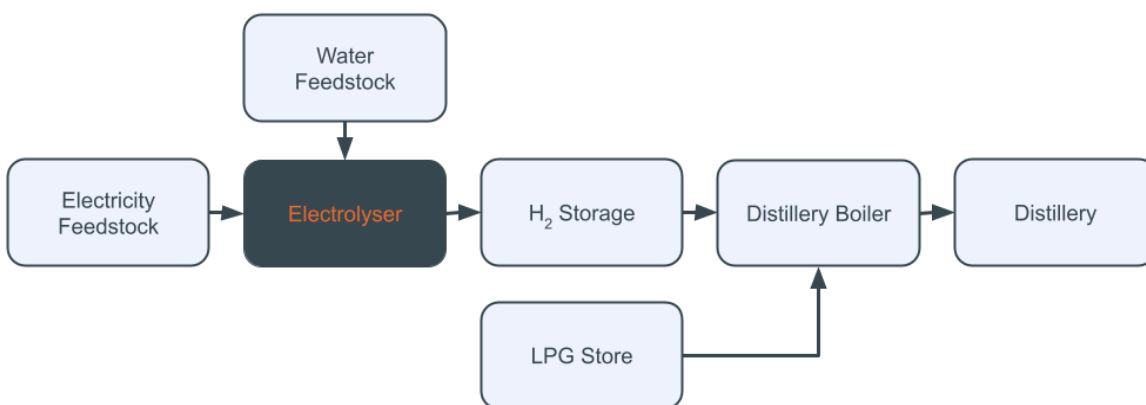 Water
Feedstock
Electricity
Feedstock
Electrolyser
H₂ Storage
Distillery Boiler
Distillery
LPG Store